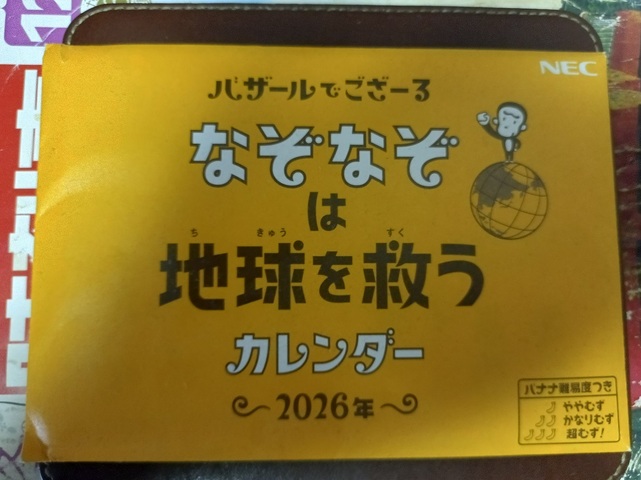 NEC
バザールでござーる
なぞなぞ
は
地球を救う
ち きゅう すく
カレンダー
2026年
バナナ難易度つき
ややむず
かなりむず
超むず!